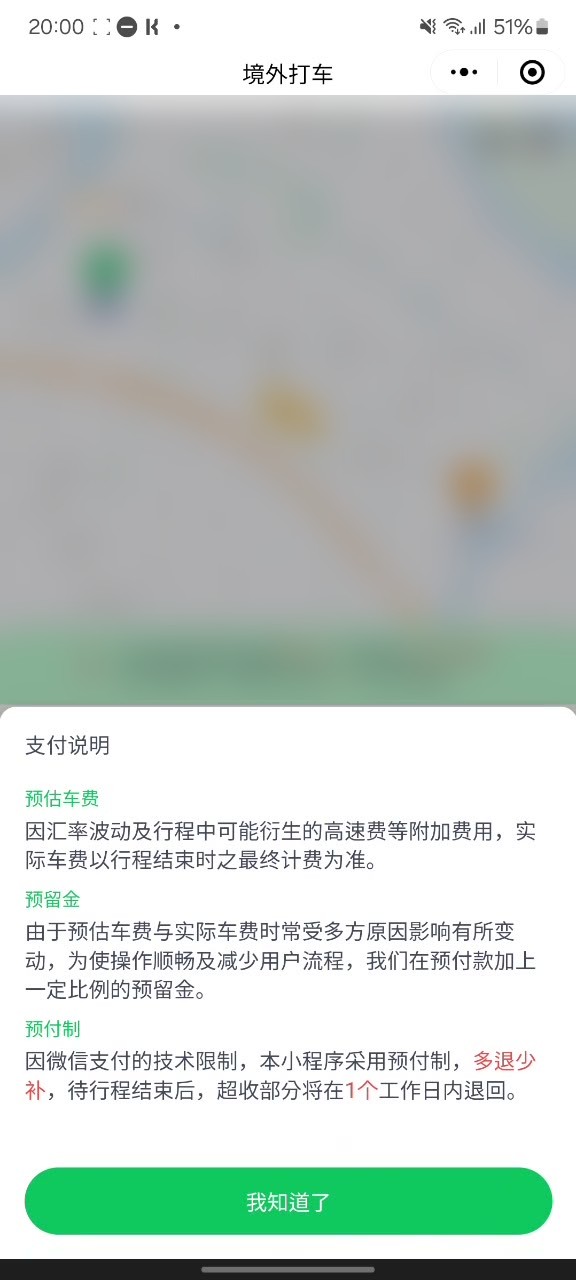 20:00
51%
境外打车
支付说明
预估车费
因汇率波动及行程中可能衍生的高速费等附加费用，实
际车费以行程结束时之最终计费为准。
预留金
由于预估车费与实际车费时常受多方原因影响有所变
动，为使操作顺畅及减少用户流程，我们在预付款加上
一定比例的预留金。
预付制
因微信支付的技术限制，本小程序采用预付制，多退少
补，待行程结束后，超收部分将在1个工作日内退回。
我知道了